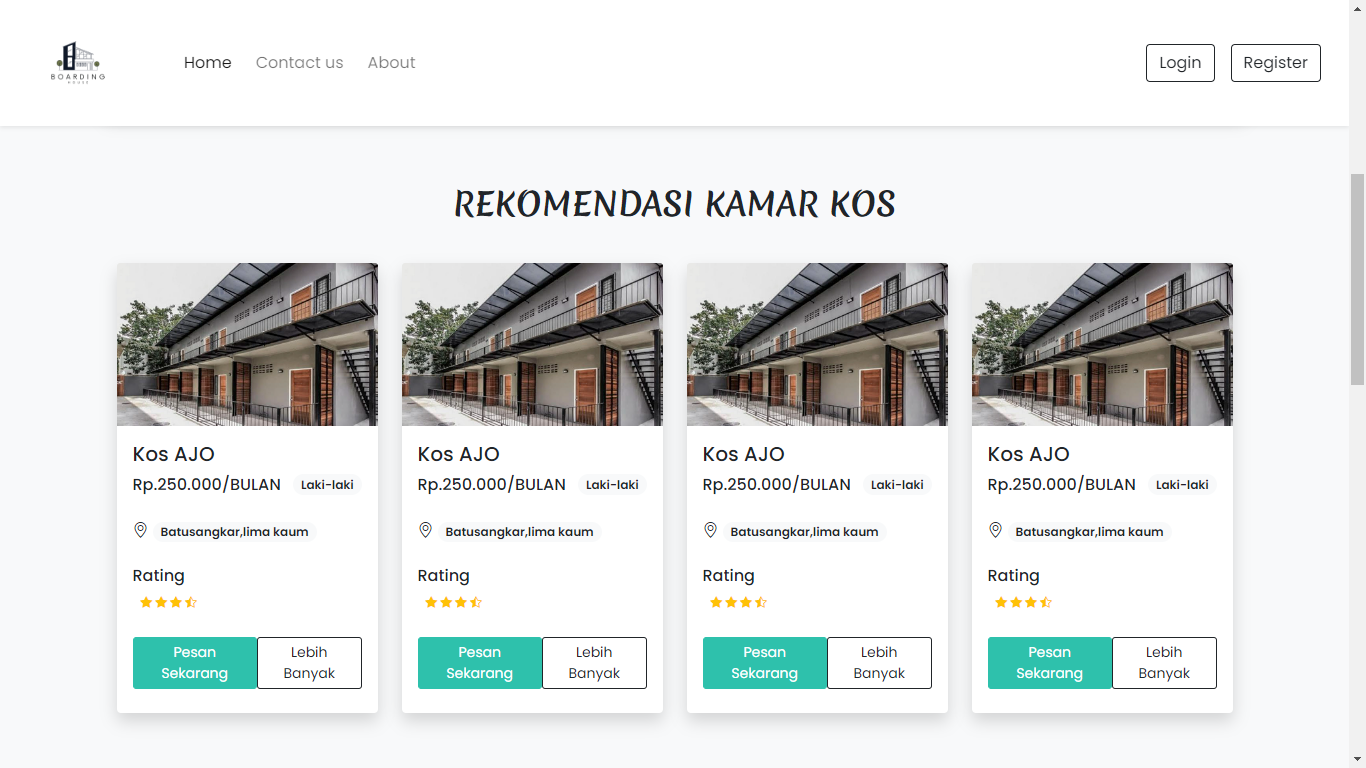 BOARDING
HOUSE
Home Contact us About
Login Register
REKOMENDASI KAMAR KOS
Kos AJO
Rp.250.000/BULAN Laki-laki
Batusangkar,lima kaum
Rating
Pesan
Sekarang
Lebih
Banyak
Kos AJO
Rp.250.000/BULAN Laki-laki
Batusangkar,lima kaum
Rating
Pesan
Sekarang
Lebih
Banyak
Kos AJO
Rp.250.000/BULAN Laki-laki
Batusangkar,lima kaum
Rating
Pesan
Sekarang
Lebih
Banyak
Kos AJO
Rp.250.000/BULAN Laki-laki
Batusangkar,lima kaum
Rating
Pesan
Sekarang
Lebih
Banyak